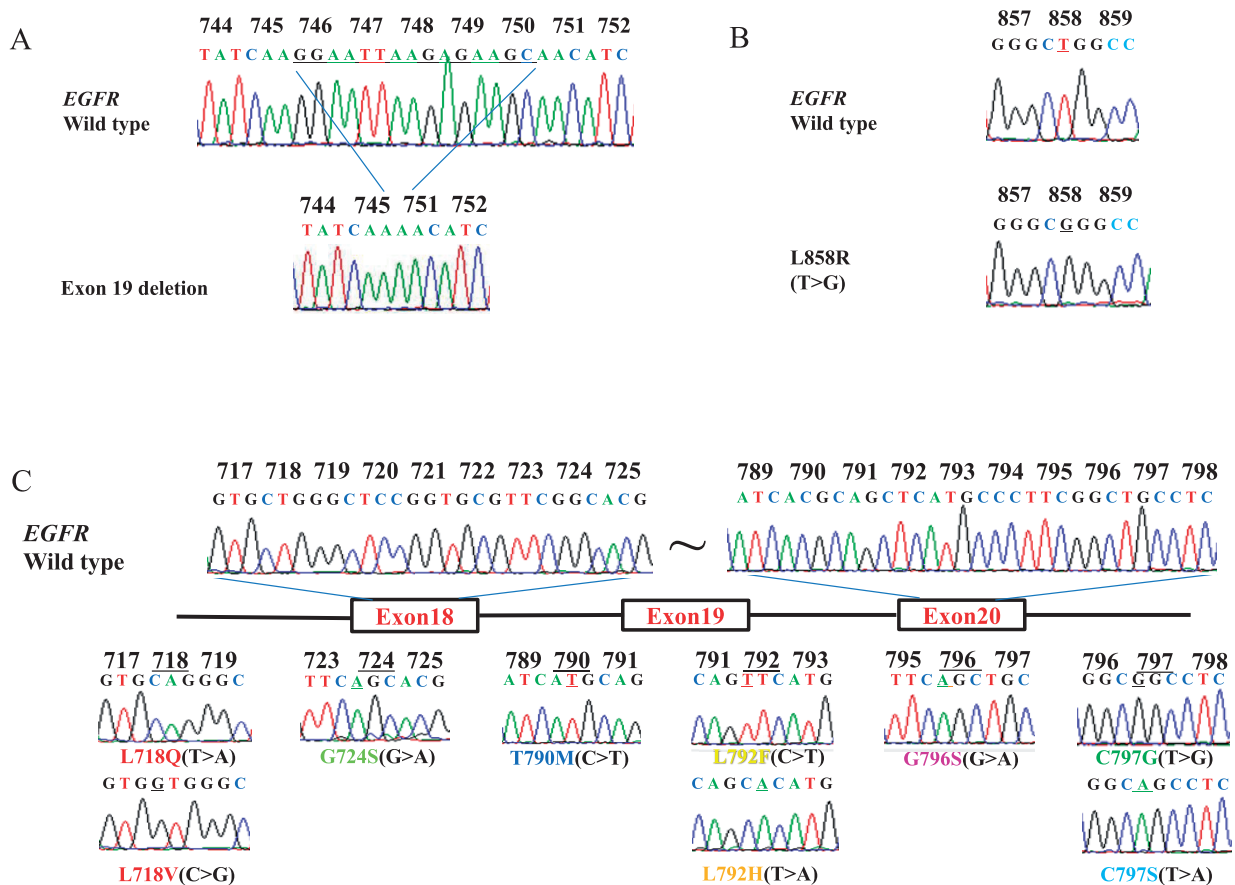 A
744 745 746 747 748 749 750 751 752
TATCAAGGAATTAAGAGAAGCAACATC
EGFR
Wild type
744 745 751 752
TATCAAAACATC
Exon 19 deletion
B
857 858 859
GGGCTGGCC
EGFR
Wild type
857 858 859
GGGCGGGCC
L858R
(T>G)
C
717 718 719 720 721 722 723 724 725
GTGCTGGGCTCCGGTGCGTTCGGCACG
789 790 791 792 793 794 795 796 797 798
ATCACGCAGCTCATGCCCTTCGGCTGCCTC
EGFR
Wild type
~
Exon18 Exon19 Exon20
717 718 719
GTGCAGGGC
L718Q(T>A)
GTGGTGGGC
L718V(C>G)
723 724 725
TTCAGCACG
G724S(G>A)
789 790 791
ATCATGCAG
T790M(C>T)
791 792 793
CAGTTCATG
L792F(C>T)
CAGCACATG
L792H(T>A)
795 796 797
TTCAGCTGC
G796S(G>A)
796 797 798
GGCGGCCTC
C797G(T>G)
GGCAGCCTC
C797S(T>A)